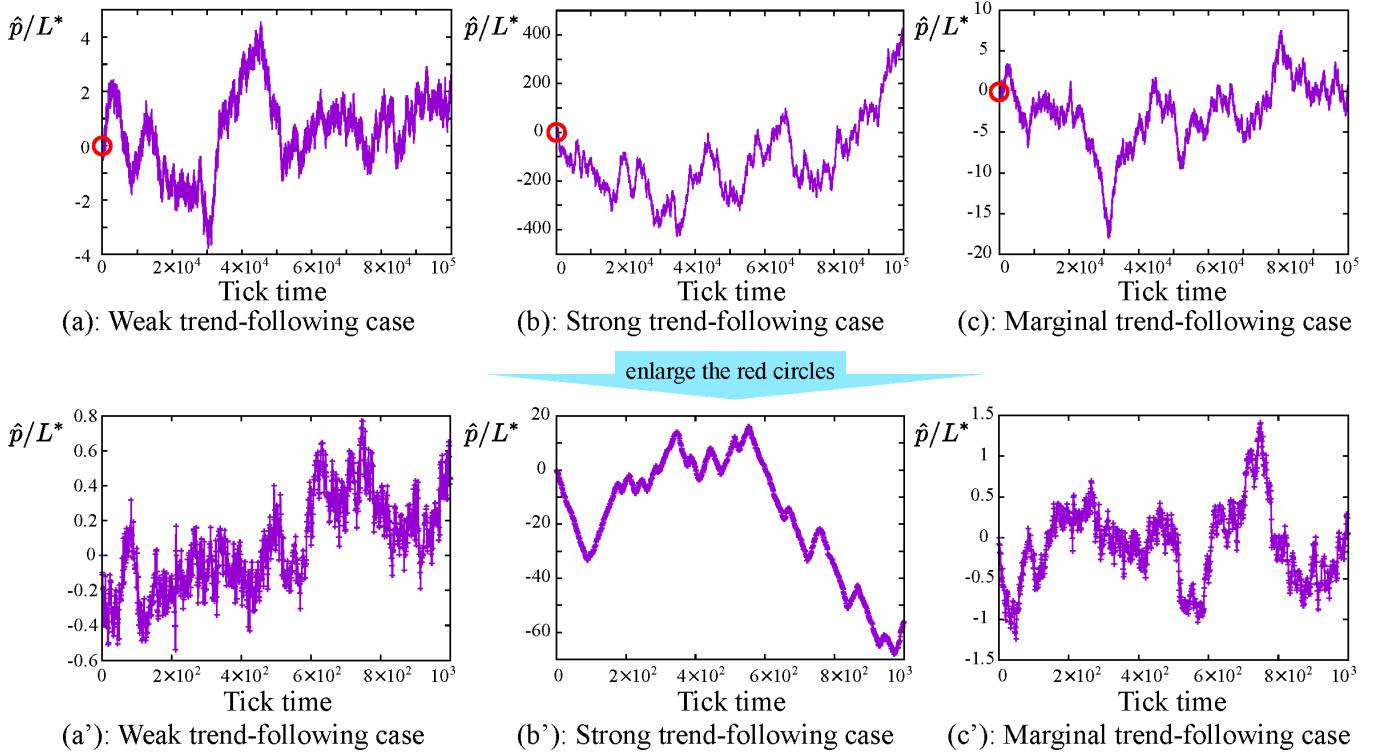 p̂/L*
4
2
0
-2
-4
0 2×10⁴ 4×10⁴ 6×10⁴ 8×10⁴ 10⁵
Tick time
(a): Weak trend-following case
p̂/L*
400
200
0
-200
-400
0 2×10⁴ 4×10⁴ 6×10⁴ 8×10⁴ 10⁵
Tick time
(b): Strong trend-following case
p̂/L*
10
5
0
-5
-10
-15
-20
0 2×10⁴ 4×10⁴ 6×10⁴ 8×10⁴ 10⁵
Tick time
(c): Marginal trend-following case
enlarge the red circles
p̂/L*
0.8
0.6
0.4
0.2
0
-0.2
-0.4
-0.6
0 2×10² 4×10² 6×10² 8×10² 10³
Tick time
(a’): Weak trend-following case
p̂/L*
20
0
-20
-40
-60
0 2×10² 4×10² 6×10² 8×10² 10³
Tick time
(b’): Strong trend-following case
p̂/L*
1.5
1
0.5
0
-0.5
-1
-1.5
0 2×10² 4×10² 6×10² 8×10² 10³
Tick time
(c’): Marginal trend-following case